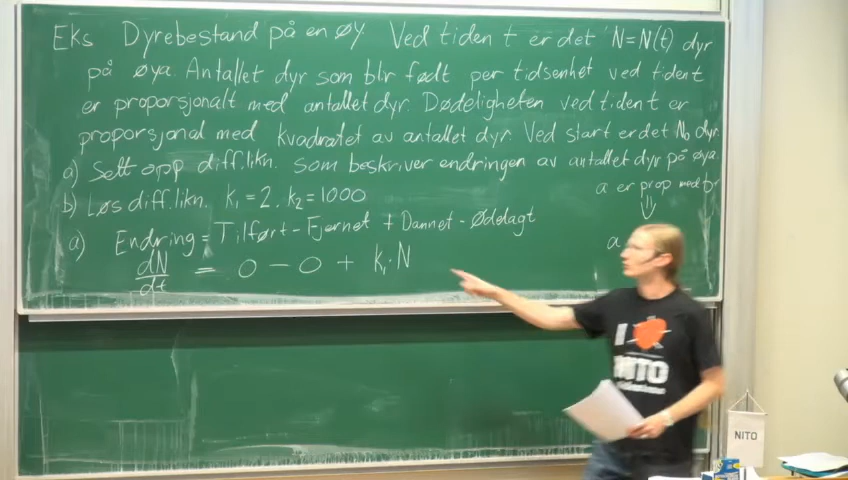 Eks Dyrebestand på en øy. Ved tiden t er det N=N(t) dyr
på øya. Antallet dyr som blir født per tidsenhet ved tiden t
er proporsjonalt med antallet dyr. Dødeligheten ved tiden t er
proporsjonal med kvadratet av antallet dyr. Ved start er det N₀ dyr.
a) Sett opp diff.likn. som beskriver endringen av antallet dyr på øya.
b) Løs diff.likn. k₁=2, k₂=1000
a er prop med b
⇓
a
a) Endring = Tilført - Fjernet + Dannet - Ødelagt
dN/dt = 0 - 0 + k₁·N
I
NITO
NITO